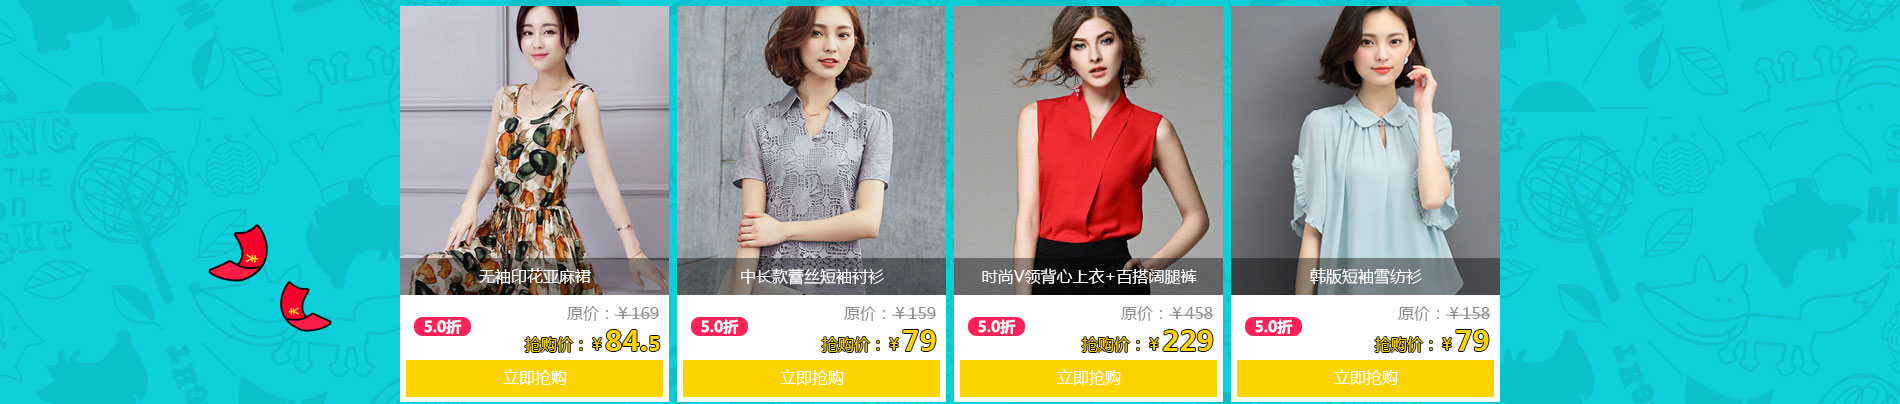 无袖印花亚麻裙
中长款蕾丝短袖衬衫
时尚V领背心上衣+百搭阔腿裤
韩版短袖雪纺衫
原价：￥169
5.0折
抢购价：￥84.5
立即抢购
原价：￥159
5.0折
抢购价：￥79
立即抢购
原价：￥458
5.0折
抢购价：￥229
立即抢购
原价：￥158
5.0折
抢购价：￥79
立即抢购
THE